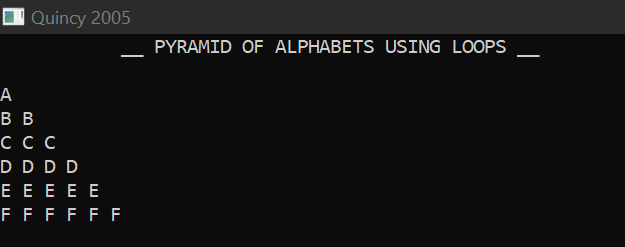 Quincy 2005
__ PYRAMID OF ALPHABETS USING LOOPS __
A
B B
C C C
D D D D
E E E E E
F F F F F F